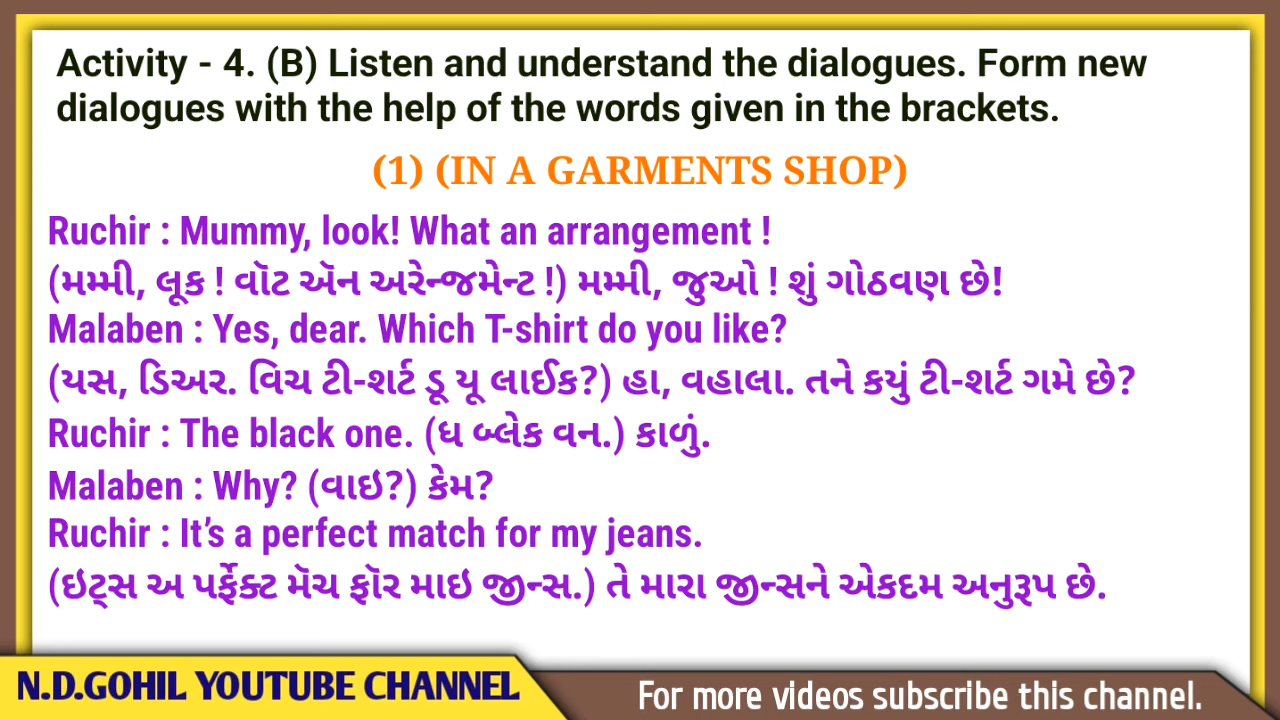 Activity - 4. (B) Listen and understand the dialogues. Form new
dialogues with the help of the words given in the brackets.
(1) (IN A GARMENTS SHOP)
Ruchir : Mummy, look! What an arrangement !
(મમ્મી, લૂક ! વૉટ ઍન અરેન્જમેન્ટ !) મમ્મી, જુઓ ! શું ગોઠવણ છે!
Malaben : Yes, dear. Which T-shirt do you like?
(યસ, ડિઅર. વિચ ટી-શર્ટ ડૂ યૂ લાઈક?) હા, વહાલા. તને કયું ટી-શર્ટ ગમે છે?
Ruchir : The black one. (ધ બ્લેક વન.) કાળું.
Malaben : Why? (વાઇ?) કેમ?
Ruchir : It’s a perfect match for my jeans.
(ઇટ્સ અ પર્ફેક્ટ મૅચ ફૉર માઇ જીન્સ.) તે મારા જીન્સને એકદમ અનુરૂપ છે.
N.D.GOHIL YOUTUBE CHANNEL
For more videos subscribe this channel.